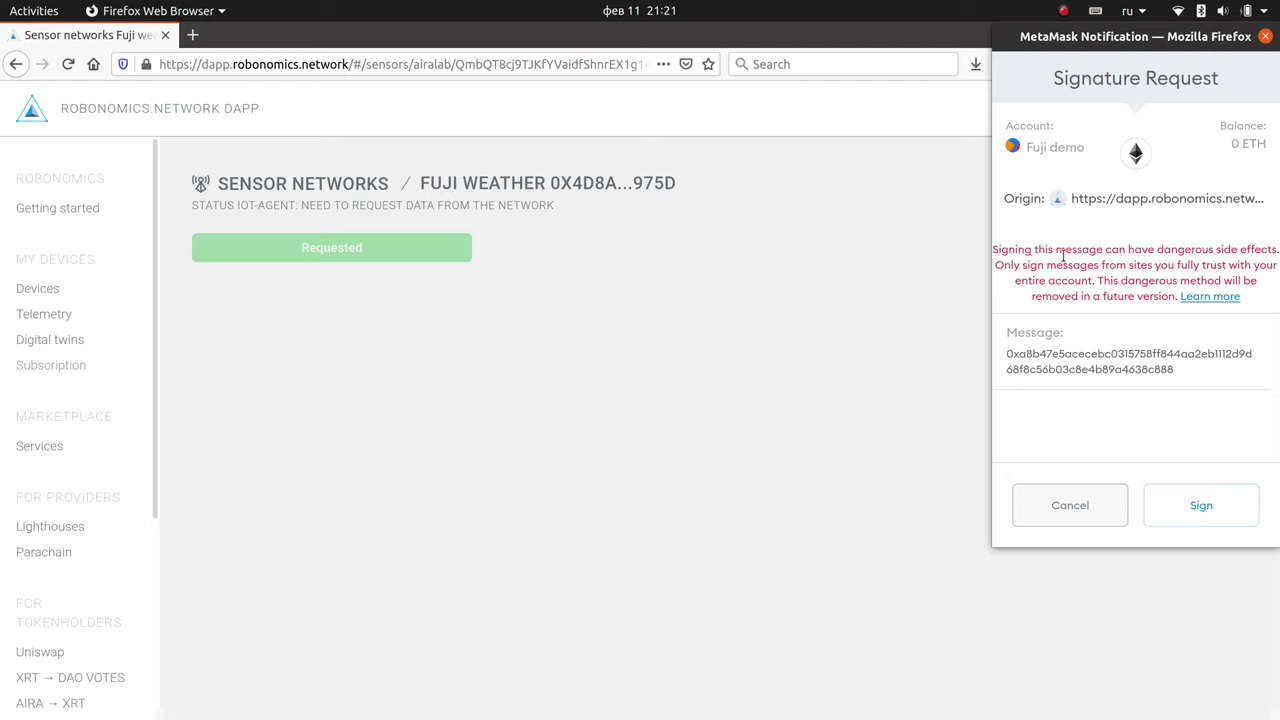 Activities
Firefox Web Browser
фев 11 21:21
ru
Sensor networks Fuji wea
https://dapp.robonomics.network/#/sensors/airalab/QmbQT8cj9TJKfYVaidfShnrEX1g14
Search
ROBONOMICS.NETWORK DAPP
ROBONOMICS
Getting started
MY DEVICES
Devices
Telemetry
Digital twins
Subscription
MARKETPLACE
Services
FOR PROVIDERS
Lighthouses
Parachain
FOR
TOKENHOLDERS
Uniswap
XRT → DAO VOTES
AIRA → XRT
SENSOR NETWORKS / FUJI WEATHER 0X4D8A...975D
STATUS IOT-AGENT: NEED TO REQUEST DATA FROM THE NETWORK
Requested
MetaMask Notification — Mozilla Firefox
Signature Request
Account:
Balance:
Fuji demo
0 ETH
Origin: https://dapp.robonomics.netw...
Signing this message can have dangerous side effects.
Only sign messages from sites you fully trust with your
entire account. This dangerous method will be
removed in a future version. Learn more
Message:
0xa8b47e5acecebc0315758ff844aa2eb1112d9d
68f8c56b03c8e4b89a4638c888
Cancel
Sign